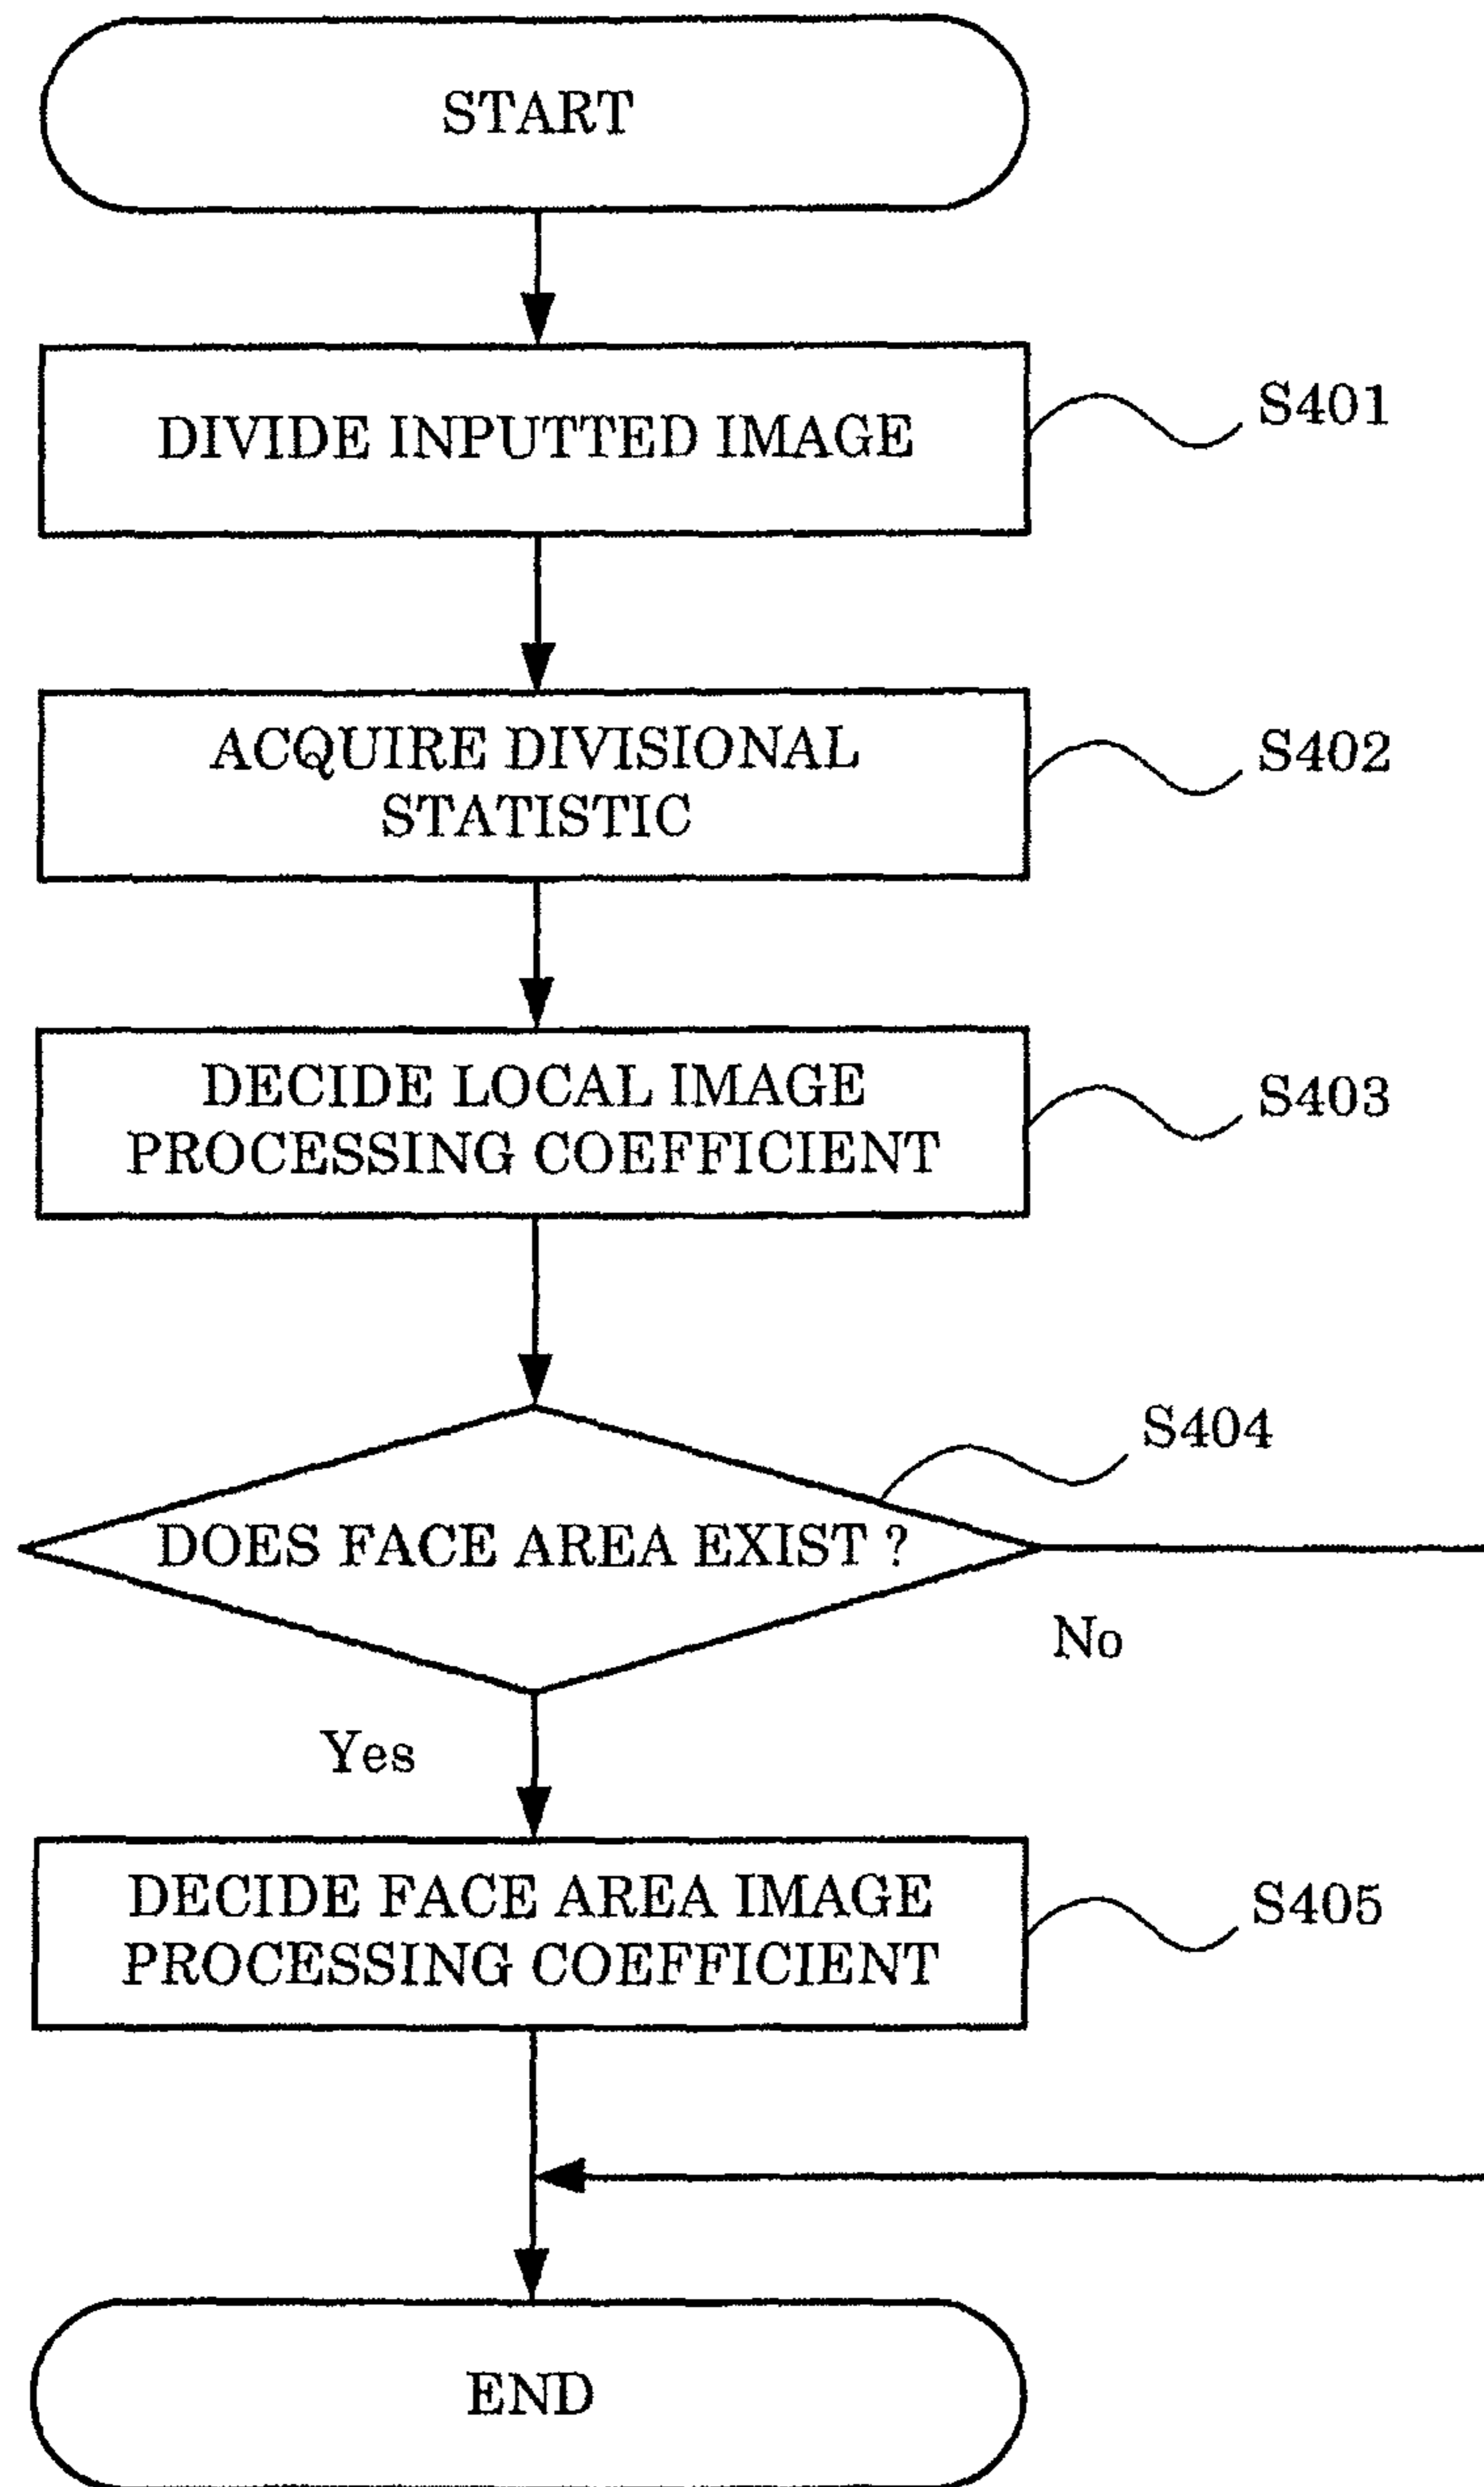 START
DIVIDE INPUTTED IMAGE
S401
ACQUIRE DIVISIONAL
STATISTIC
S402
DECIDE LOCAL IMAGE
PROCESSING COEFFICIENT
S403
S404
DOES FACE AREA EXIST ?
No
Yes
DECIDE FACE AREA IMAGE
PROCESSING COEFFICIENT
S405
END